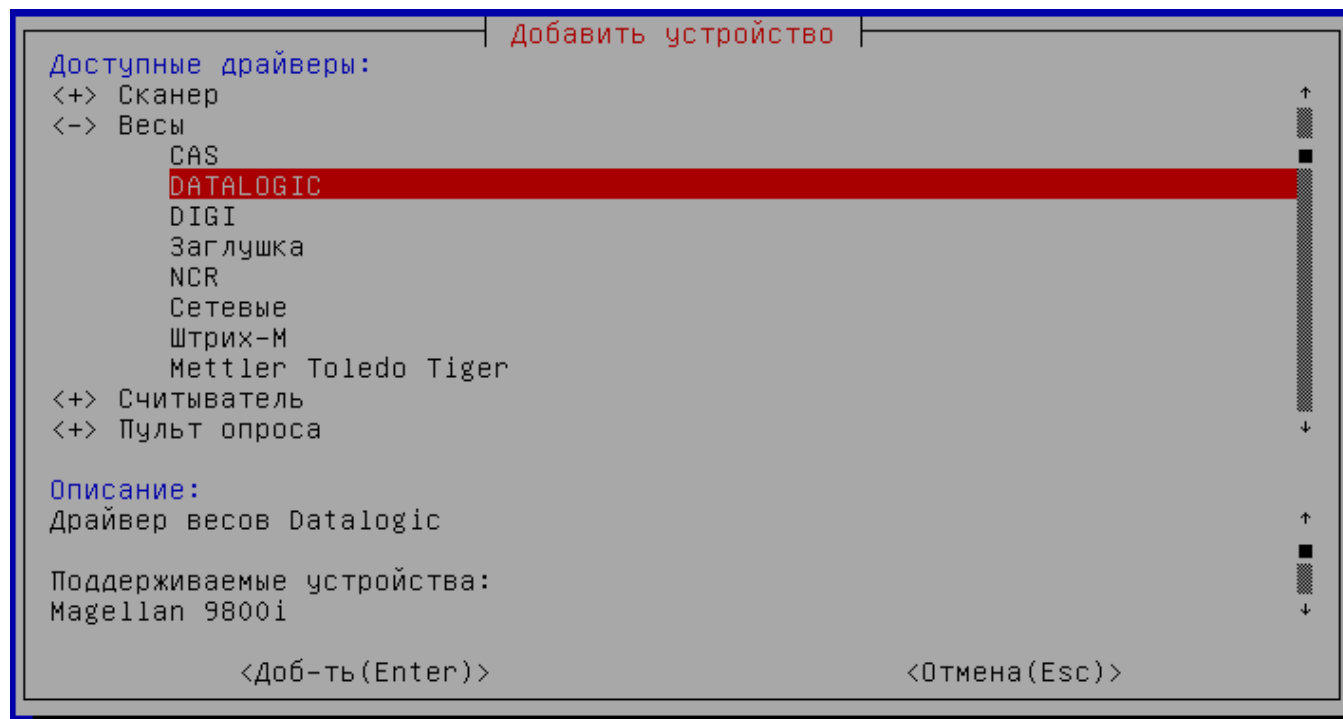 Добавить устройство
Доступные драйверы:
<+> Сканер
<-> Весы
CAS
DATALOGIC
DIGI
Заглушка
NCR
Сетевые
Штрих-М
Mettler Toledo Tiger
<+> Считыватель
<+> Пульт опроса
Описание:
Драйвер весов Datalogic
Поддерживаемые устройства:
Magellan 9800i
<Доб-ть(Enter)> <Отмена(Esc)>